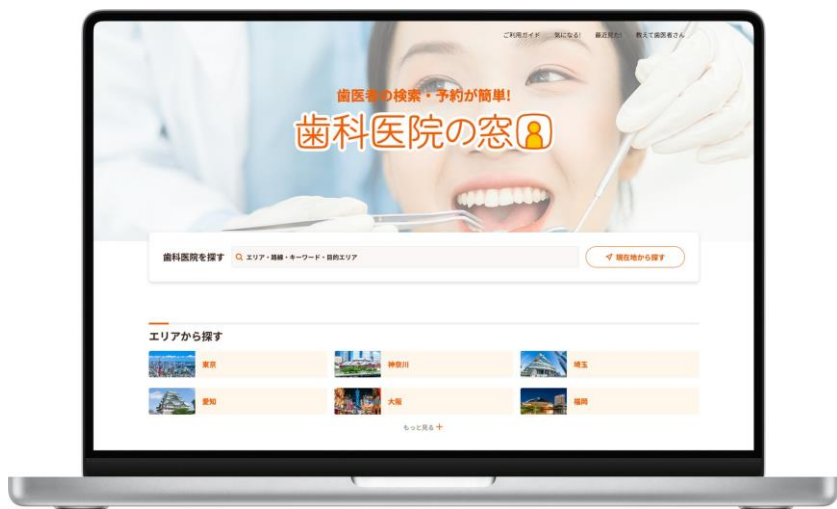 ご利用ガイド 気になる! 最近見た! 教えて歯医者さん
歯医者の検索・予約が簡単!
歯科医院の窓口
歯科医院を探す エリア・路線・キーワード・目的エリア 現在地から探す
エリアから探す
東京 神奈川 埼玉
愛知 大阪 福岡
もっと見る +